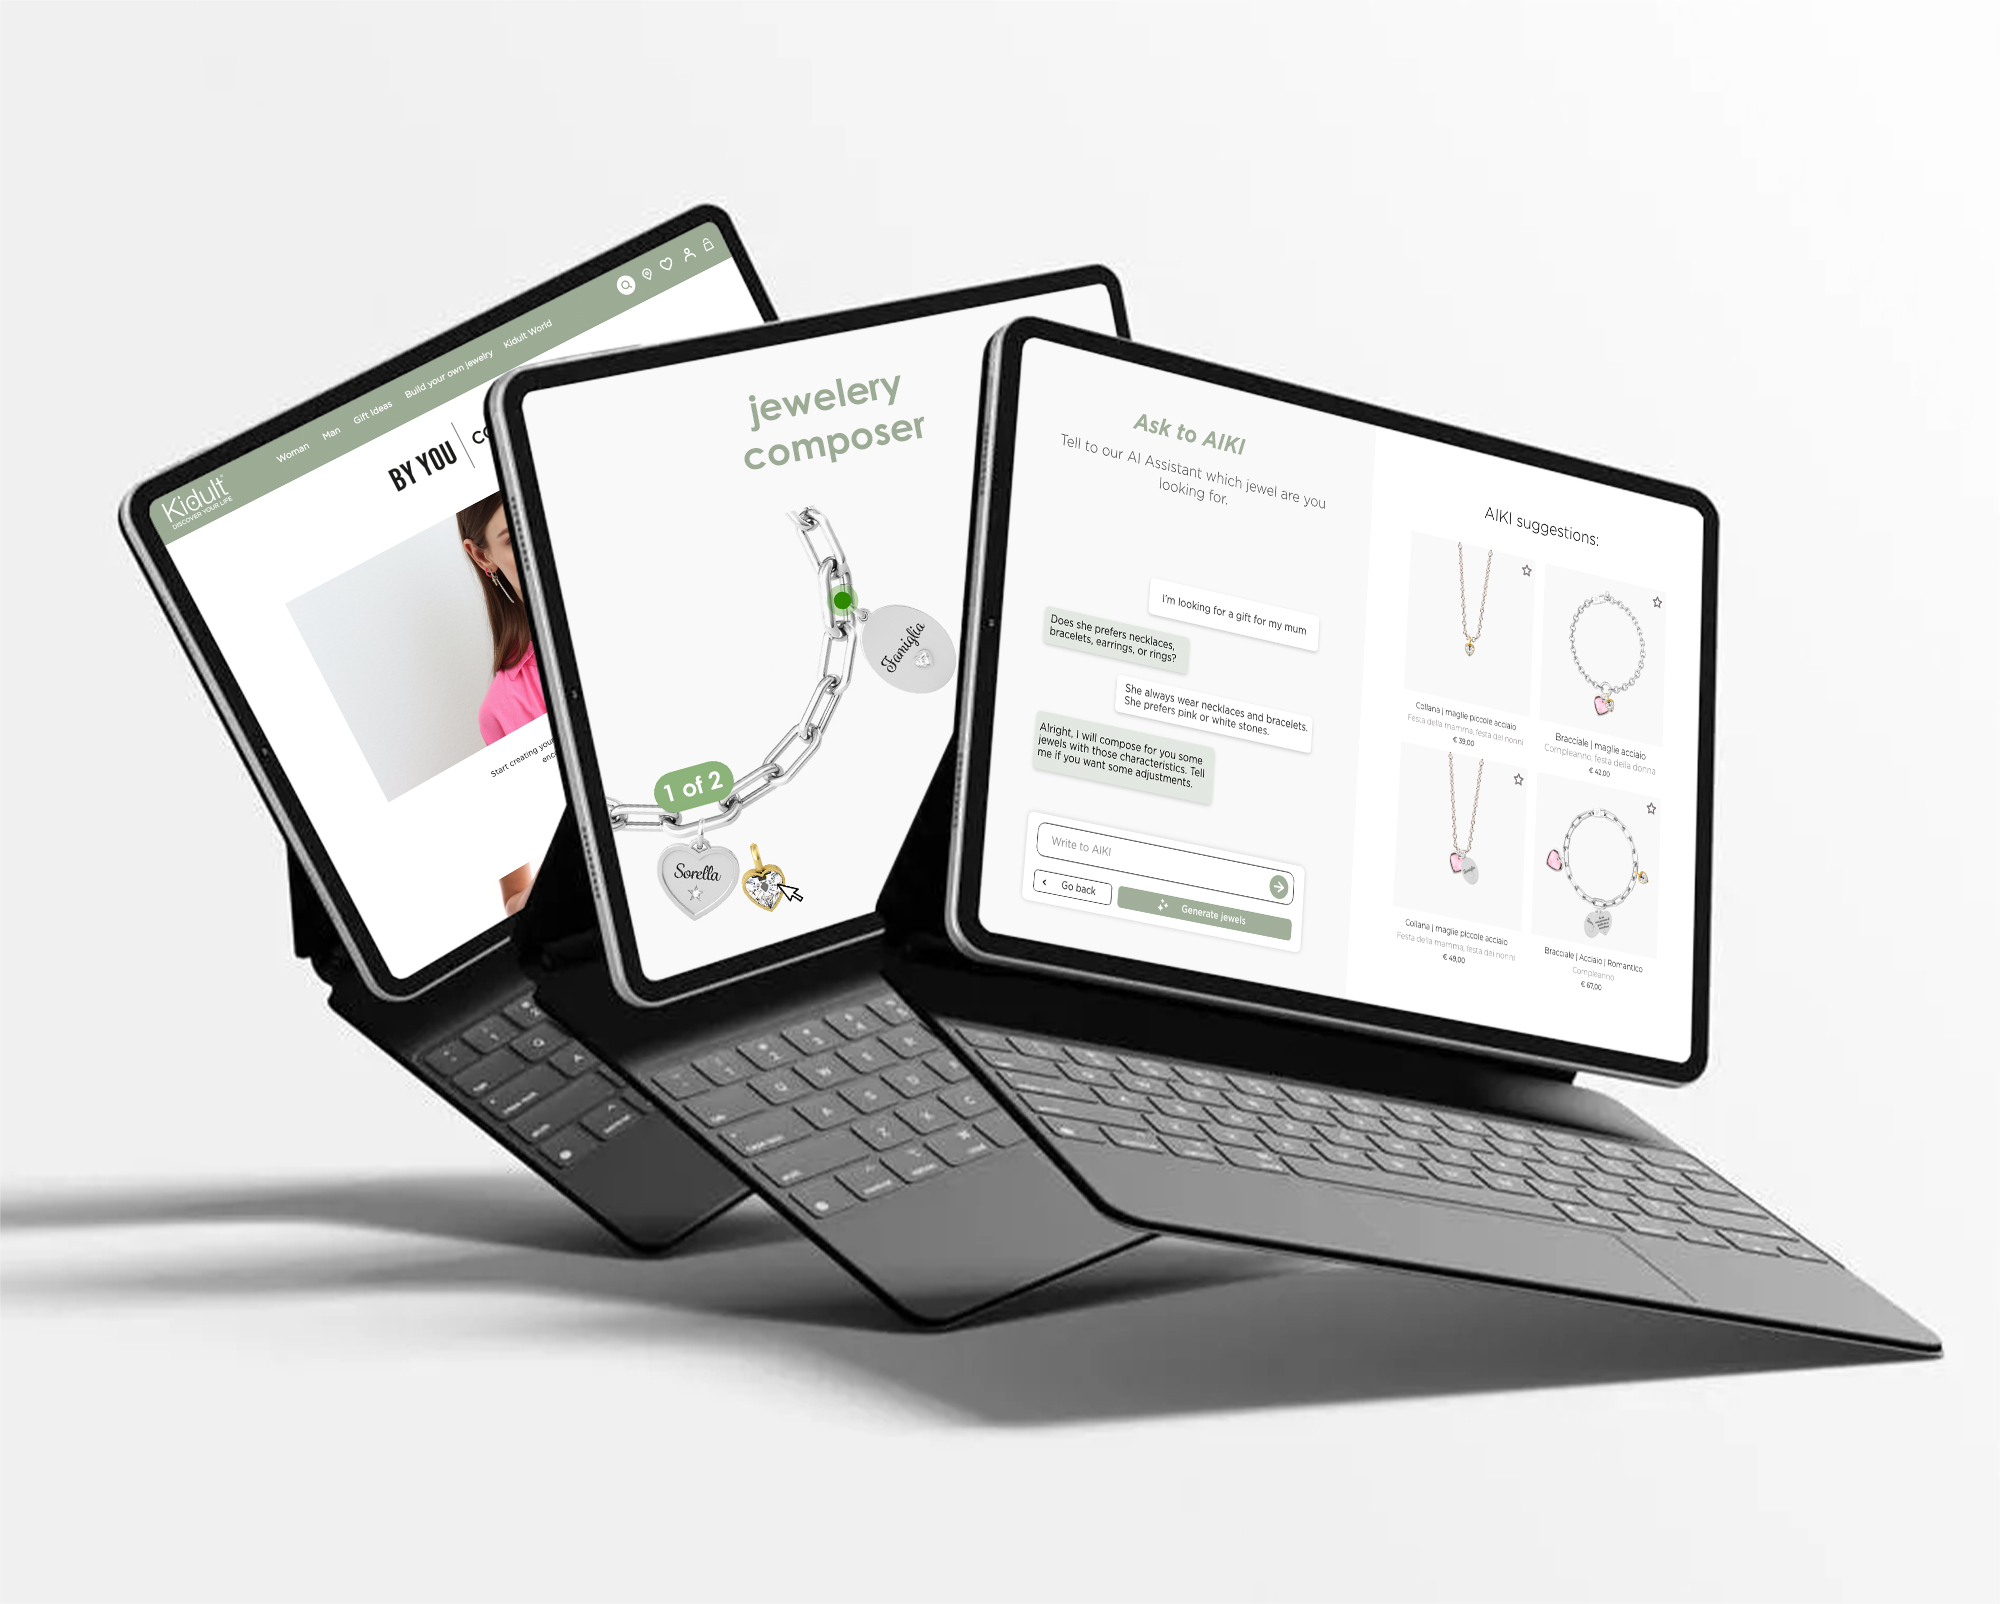 Kidult
DISCOVER YOUR LIFE
Woman
Man
Gift Ideas
Build your own jewelry
Kidult World
BY YOU
Start creating your
jewelery
composer
Famiglia
1 of 2
Sorella
Ask to AIKI
Tell to our AI Assistant which jewel are you
looking for.
I'm looking for a gift for my mum
Does she prefers necklaces,
bracelets, earrings, or rings?
She always wear necklaces and bracelets.
She prefers pink or white stones.
Alright, I will compose for you some
jewels with those characteristics. Tell
me if you want some adjustments.
Write to AIKI
Go back
Generate jewels
AIKI suggestions:
Collana | maglie piccole acciaio
Festa della mamma, festa dei nonni
€ 39,00
Bracciale | maglie acciaio
Compleanno, festa della donna
€ 42,00
Collana | maglie piccole acciaio
Festa della mamma, festa dei nonni
€ 49,00
Bracciale | Acciaio | Romantico
Compleanno
€ 67,00